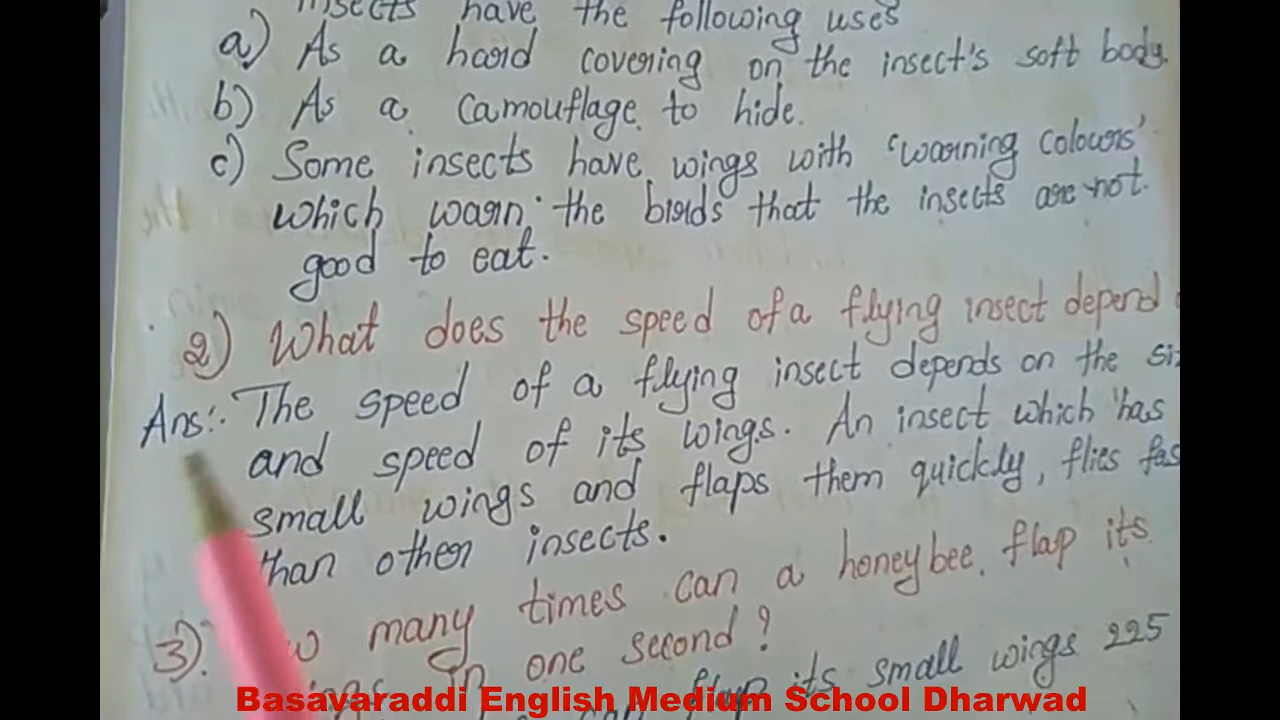 insects have the following uses
a) As a hard covering on the insect's soft body.
b) As a camouflage to hide.
c) Some insects have wings with 'warning colours'
which warn the birds that the insects are not
good to eat.
2) What does the speed of a flying insect depend
Ans:- The speed of a flying insect depends on the
and speed of its wings. An insect which has
small wings and flaps them quickly, flies
than other insects.
3) many times can a honeybee flap its
in one second?
flap its small wings 225
Basavaraddi English Medium School Dharwad